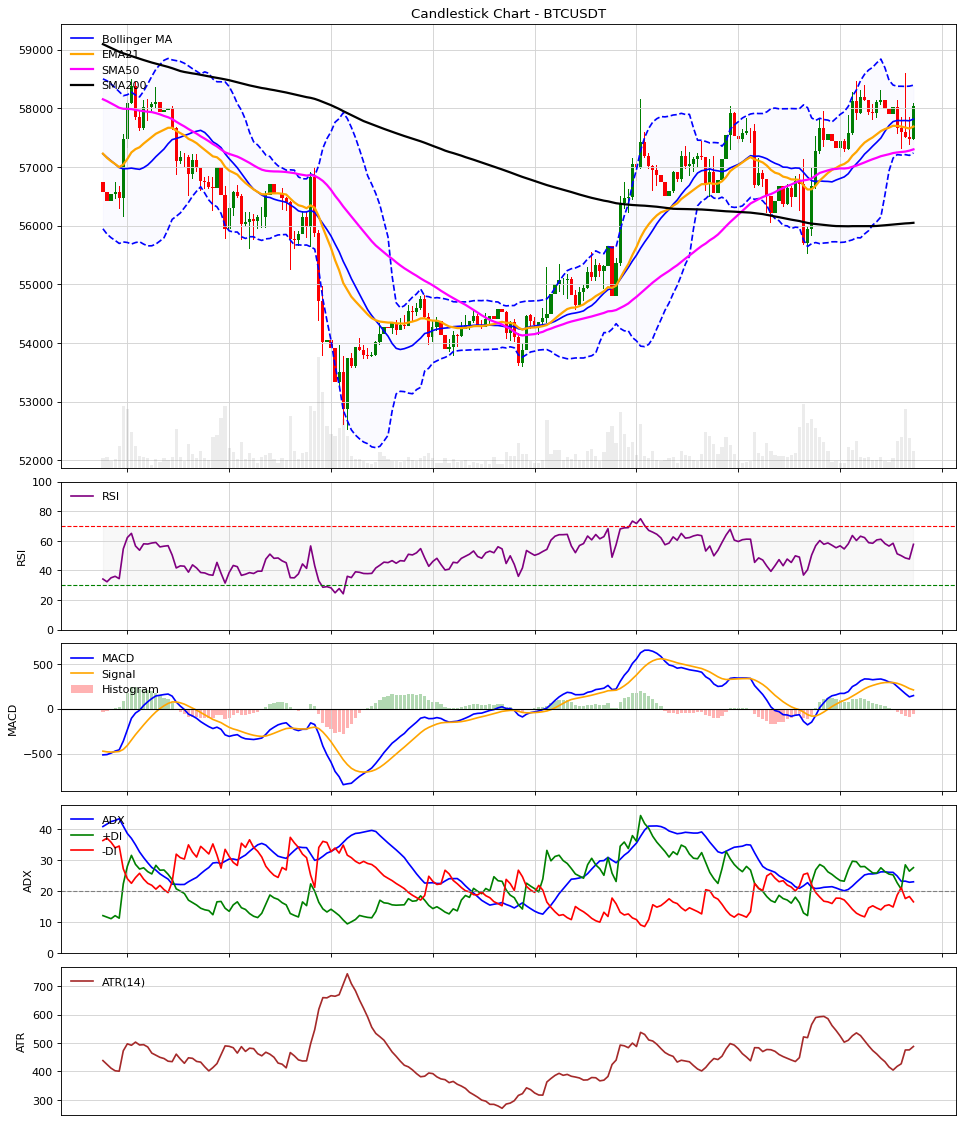 Candlestick Chart - BTCUSDT
Bollinger MA
EMA21
SMA50
SMA200
59000
58000
57000
56000
55000
54000
53000
52000
RSI
100
80
60
40
20
0
RSI
MACD
Signal
Histogram
500
0
−500
MACD
ADX
+DI
-DI
40
30
20
10
0
ADX
ATR(14)
700
600
500
400
300
ATR